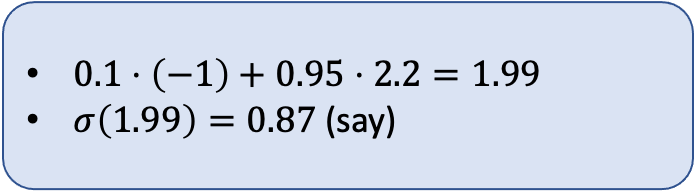 • 0.1 · (−1) + 0.95 · 2.2 = 1.99
• σ(1.99) = 0.87 (say)